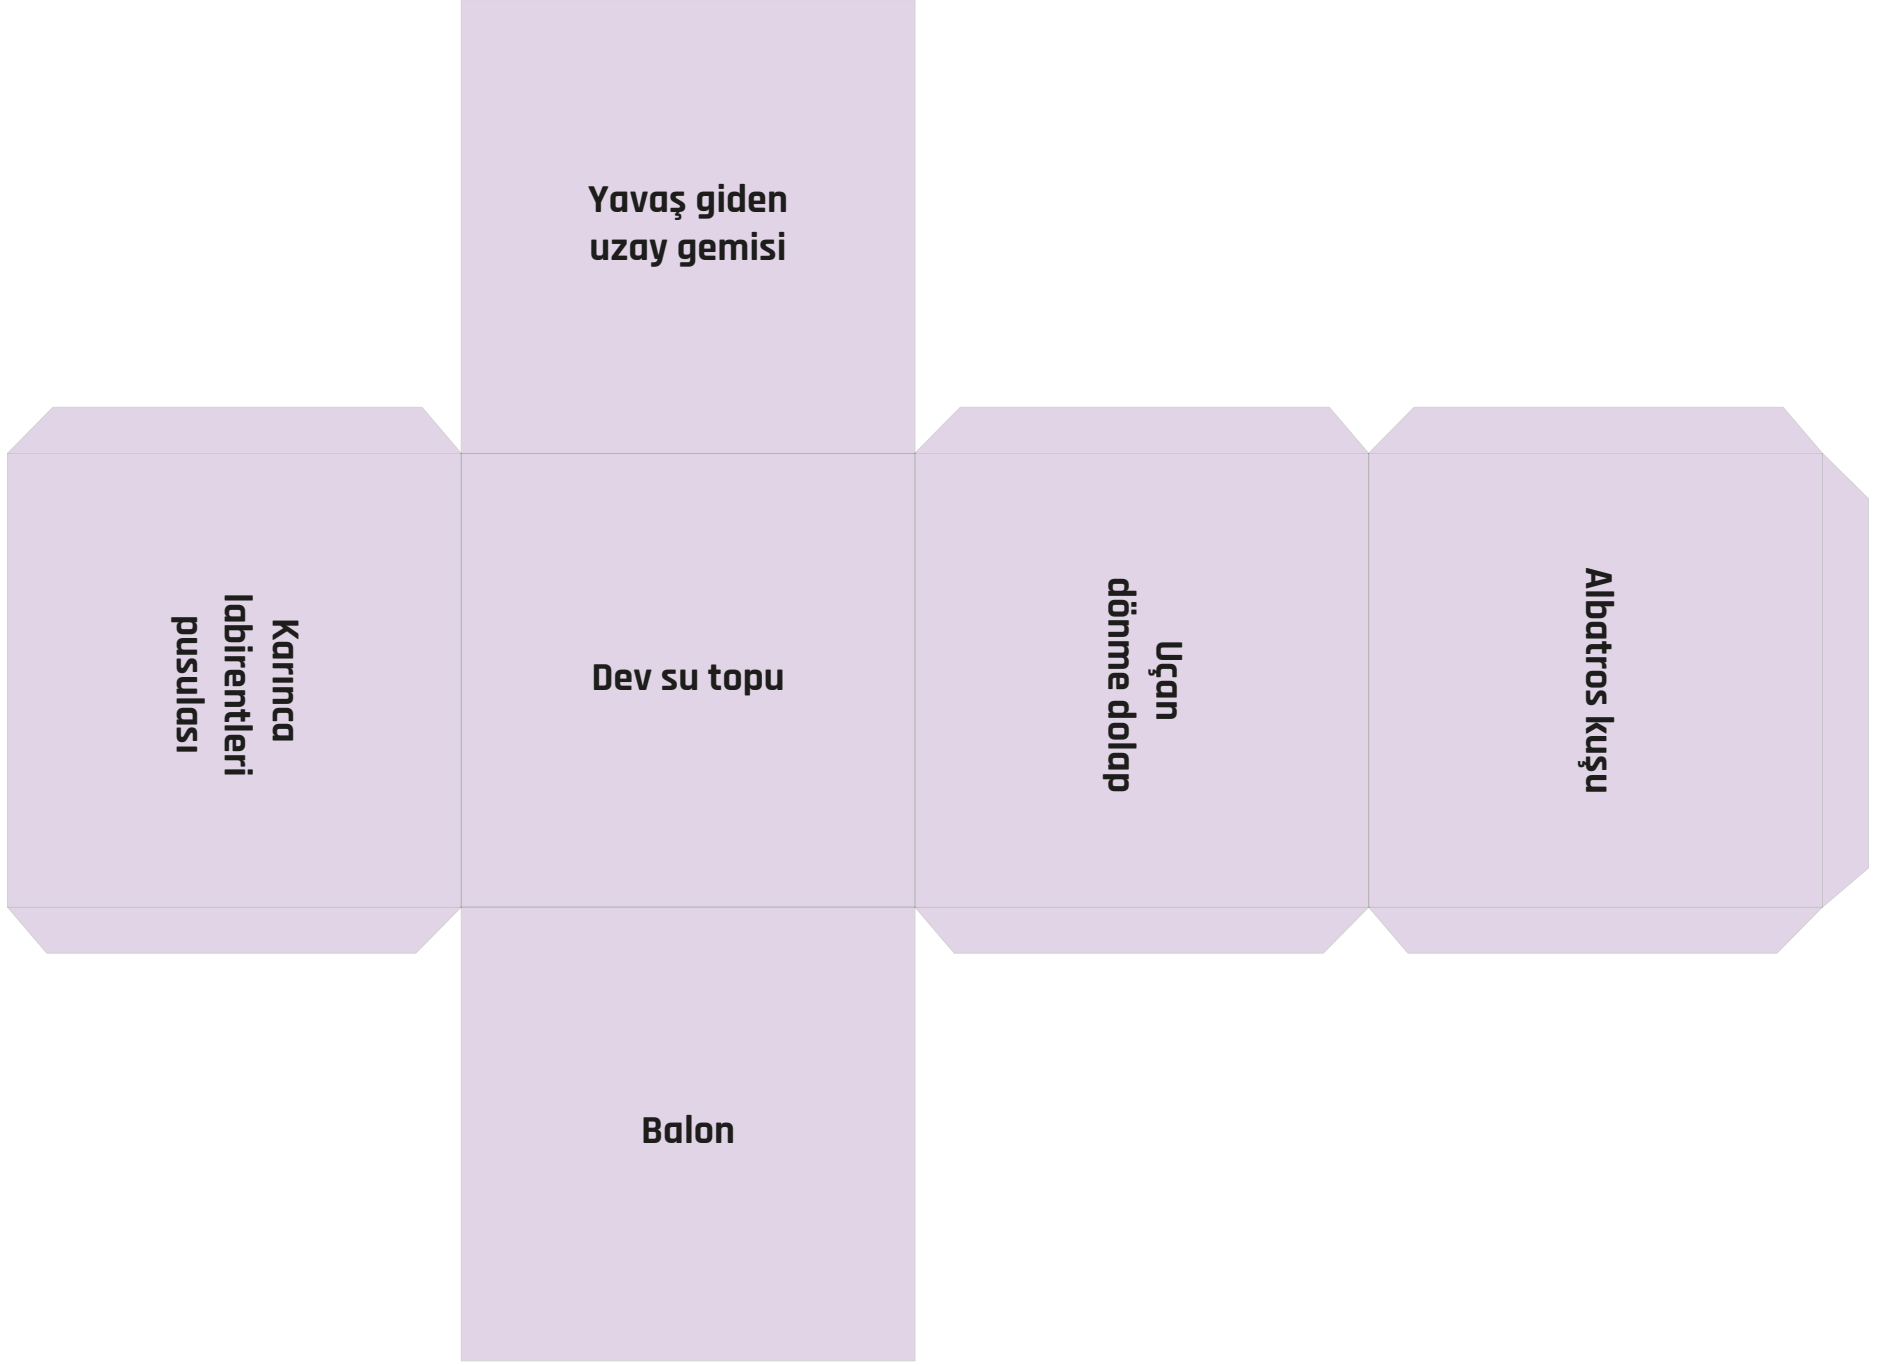 Yavaş giden
uzay gemisi
Karınca
labirentleri
pusulası
Dev su topu
Uçan
dönme dolap
Albatros kuşu
Balon